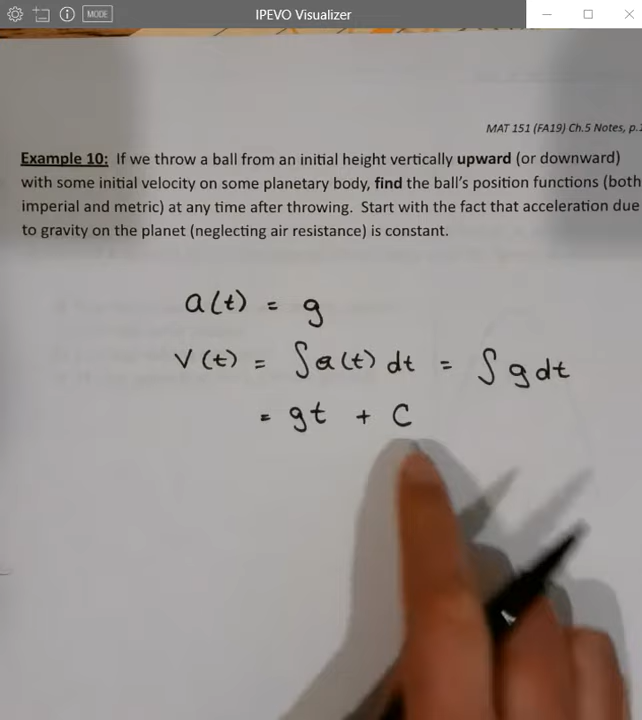 MODE
IPEVO Visualizer
MAT 151 (FA19) Ch.5 Notes, p.1
Example 10: If we throw a ball from an initial height vertically upward (or downward)
with some initial velocity on some planetary body, find the ball's position functions (both
imperial and metric) at any time after throwing. Start with the fact that acceleration due
to gravity on the planet (neglecting air resistance) is constant.
a(t) = g
v(t) = ∫a(t) dt = ∫ g dt
= gt + C